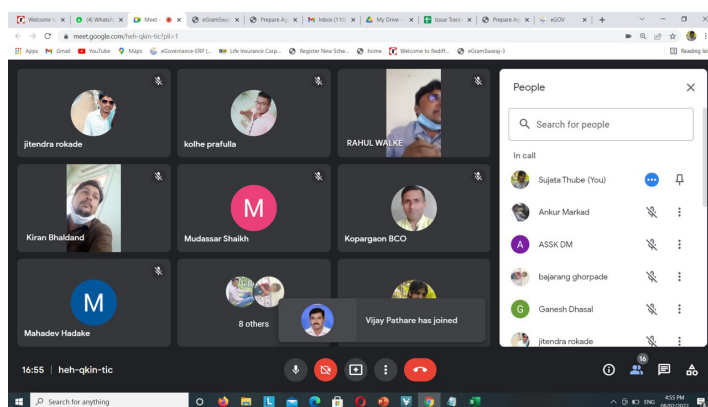 Welcome to
(4) WhatsA
Meet -
eGramSwar
Prepare Ap
Inbox (110)
My Drive -
Issue Track
Prepare Ap
eGOV
meet.google.com/heh-qkin-tic?pli=1
Apps
Gmail
YouTube
Maps
eGovernance-ERP (...
Life Insurance Corp...
Register New Sche...
home
Welcome to Rediff...
eGramSwaraj-3
Reading list
jitendra rokade
kolhe prafulla
RAHUL WALKE
Kiran Bhaldand
M
Mudassar Shaikh
Kopargaon BCO
M
Mahadev Hadake
8 others
Vijay Pathare has joined
People
Search for people
In call
Sujata Thube (You)
Ankur Markad
A
ASSK DM
bajarang ghorpade
G
Ganesh Dhasal
jitendra rokade
16:55 | heh-qkin-tic
16
Search for anything
ENG
4:55 PM
08/02/2022